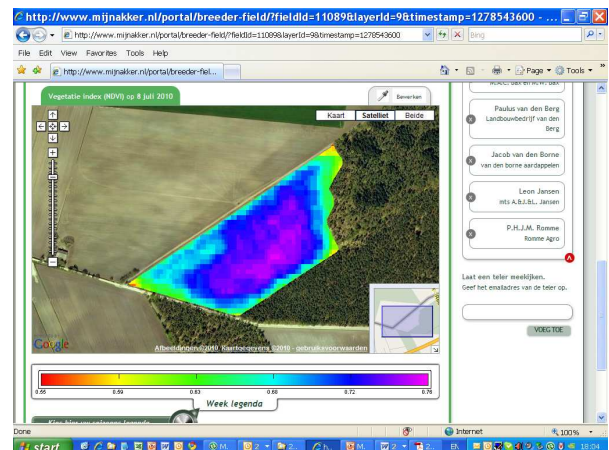 http://www.mijnakker.nl/portal/breeder-field/?fieldId=11089&layerId=9&timestamp=1278543600 - ...
http://www.mijnakker.nl/portal/breeder-field/?fieldId=11089&layerId=9&timestamp=1278543600
Bing
File Edit View Favorites Tools Help
http://www.mijnakker.nl/portal/breeder-fiel...
Page Tools
Vegetatie index (NDVI) op 8 juli 2010
Bewerken
Kaart Satelliet Beide
Paulus van den Berg
Landbouwbedrijf van den
Berg
Jacob van den Borne
van den borne aardappelen
Leon Jansen
mts A.&J.&L. Jansen
P.H.J.M. Romme
Romme Agro
Laat een teler meekijken.
Geef het emailadres van de teler op.
VOEG TOE
Google
Afbeeldingen ©2010, Kaartgegevens ©2010 - gebruiksvoorwaarden
0.55 0.59 0.63 0.68 0.72 0.76
Week legenda
Done
Internet
100%
start
EN
18:04